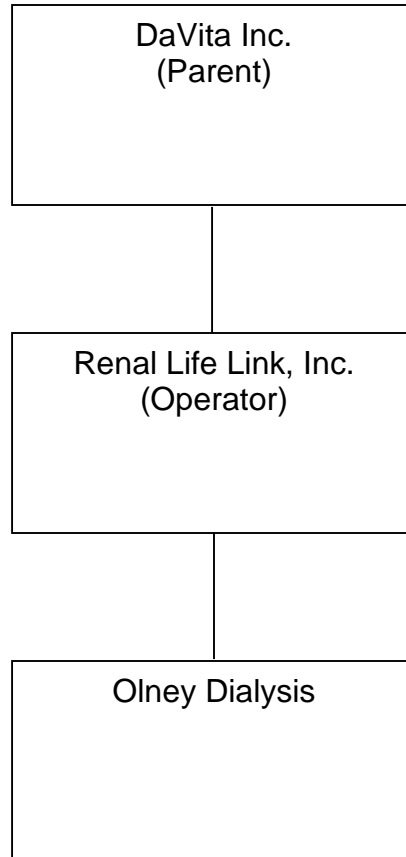 DaVita Inc.
(Parent)
Renal Life Link, Inc.
(Operator)
Olney Dialysis